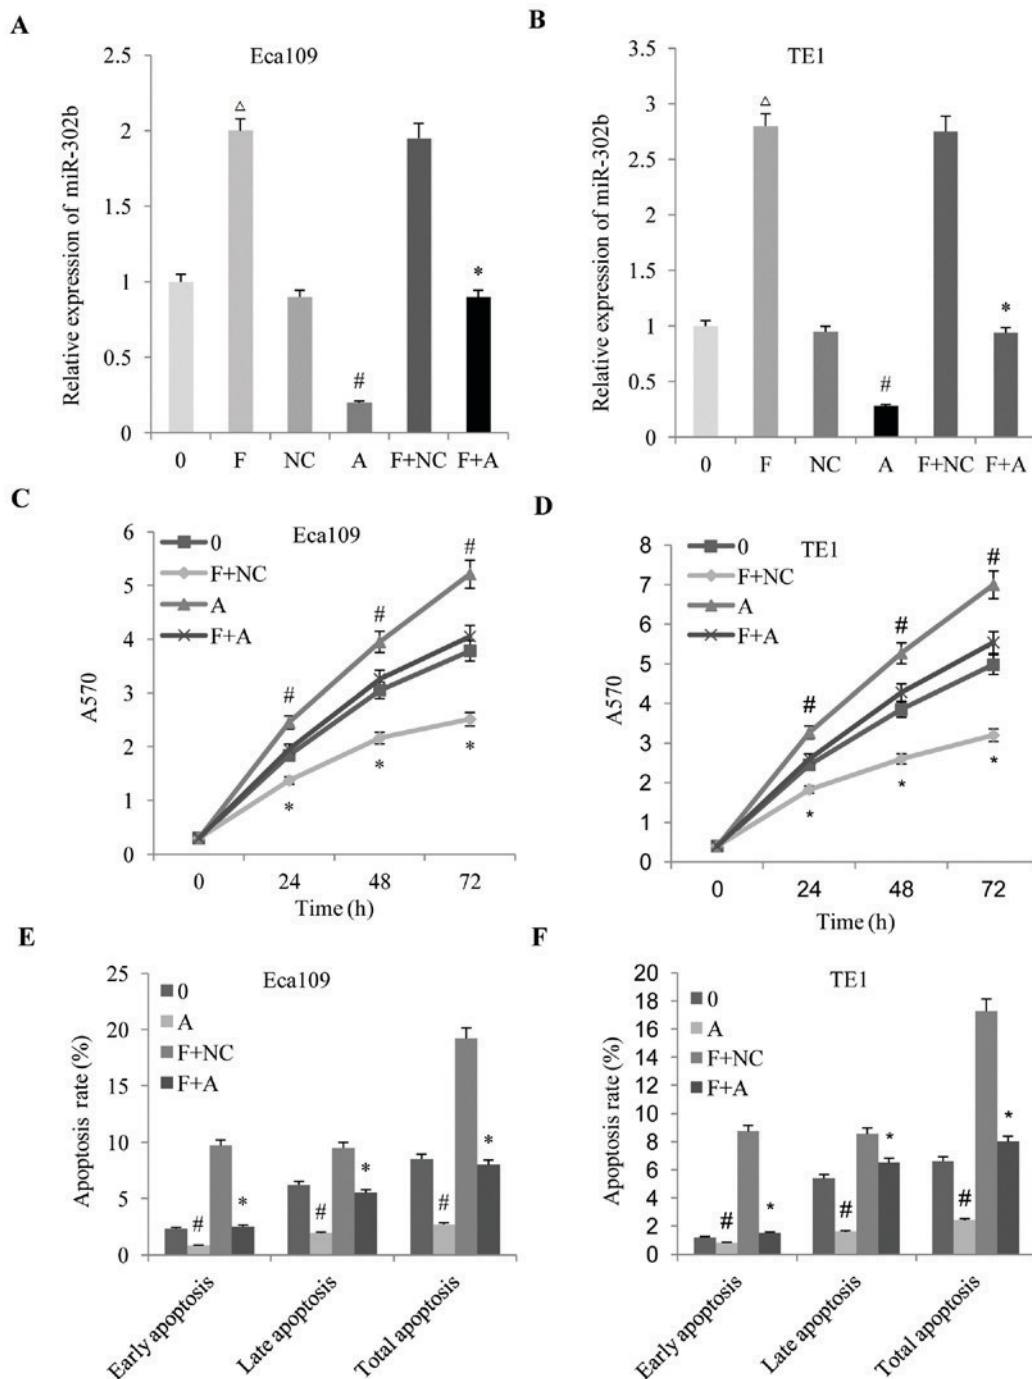 A
Eca109
Relative expression of miR-302b
2.5
2
1.5
1
0.5
0
Δ
#
*
0 F NC A F+NC F+A
B
TE1
Relative expression of miR-302b
3.5
3
2.5
2
1.5
1
0.5
0
Δ
#
*
0 F NC A F+NC F+A
C
Eca109
0
F+NC
A
F+A
A570
6
5
4
3
2
1
0
# # #
* * *
0 24 48 72
Time (h)
D
TE1
0
F+NC
A
F+A
A570
8
7
6
5
4
3
2
1
0
# # #
* * *
0 24 48 72
Time (h)
E
Eca109
0
A
F+NC
F+A
Apoptosis rate (%)
25
20
15
10
5
0
# * # * # *
Early apoptosis
Late apoptosis
Total apoptosis
F
TE1
0
A
F+NC
F+A
Apoptosis rate (%)
20
18
16
14
12
10
8
6
4
2
0
# * # * # *
Early apoptosis
Late apoptosis
Total apoptosis